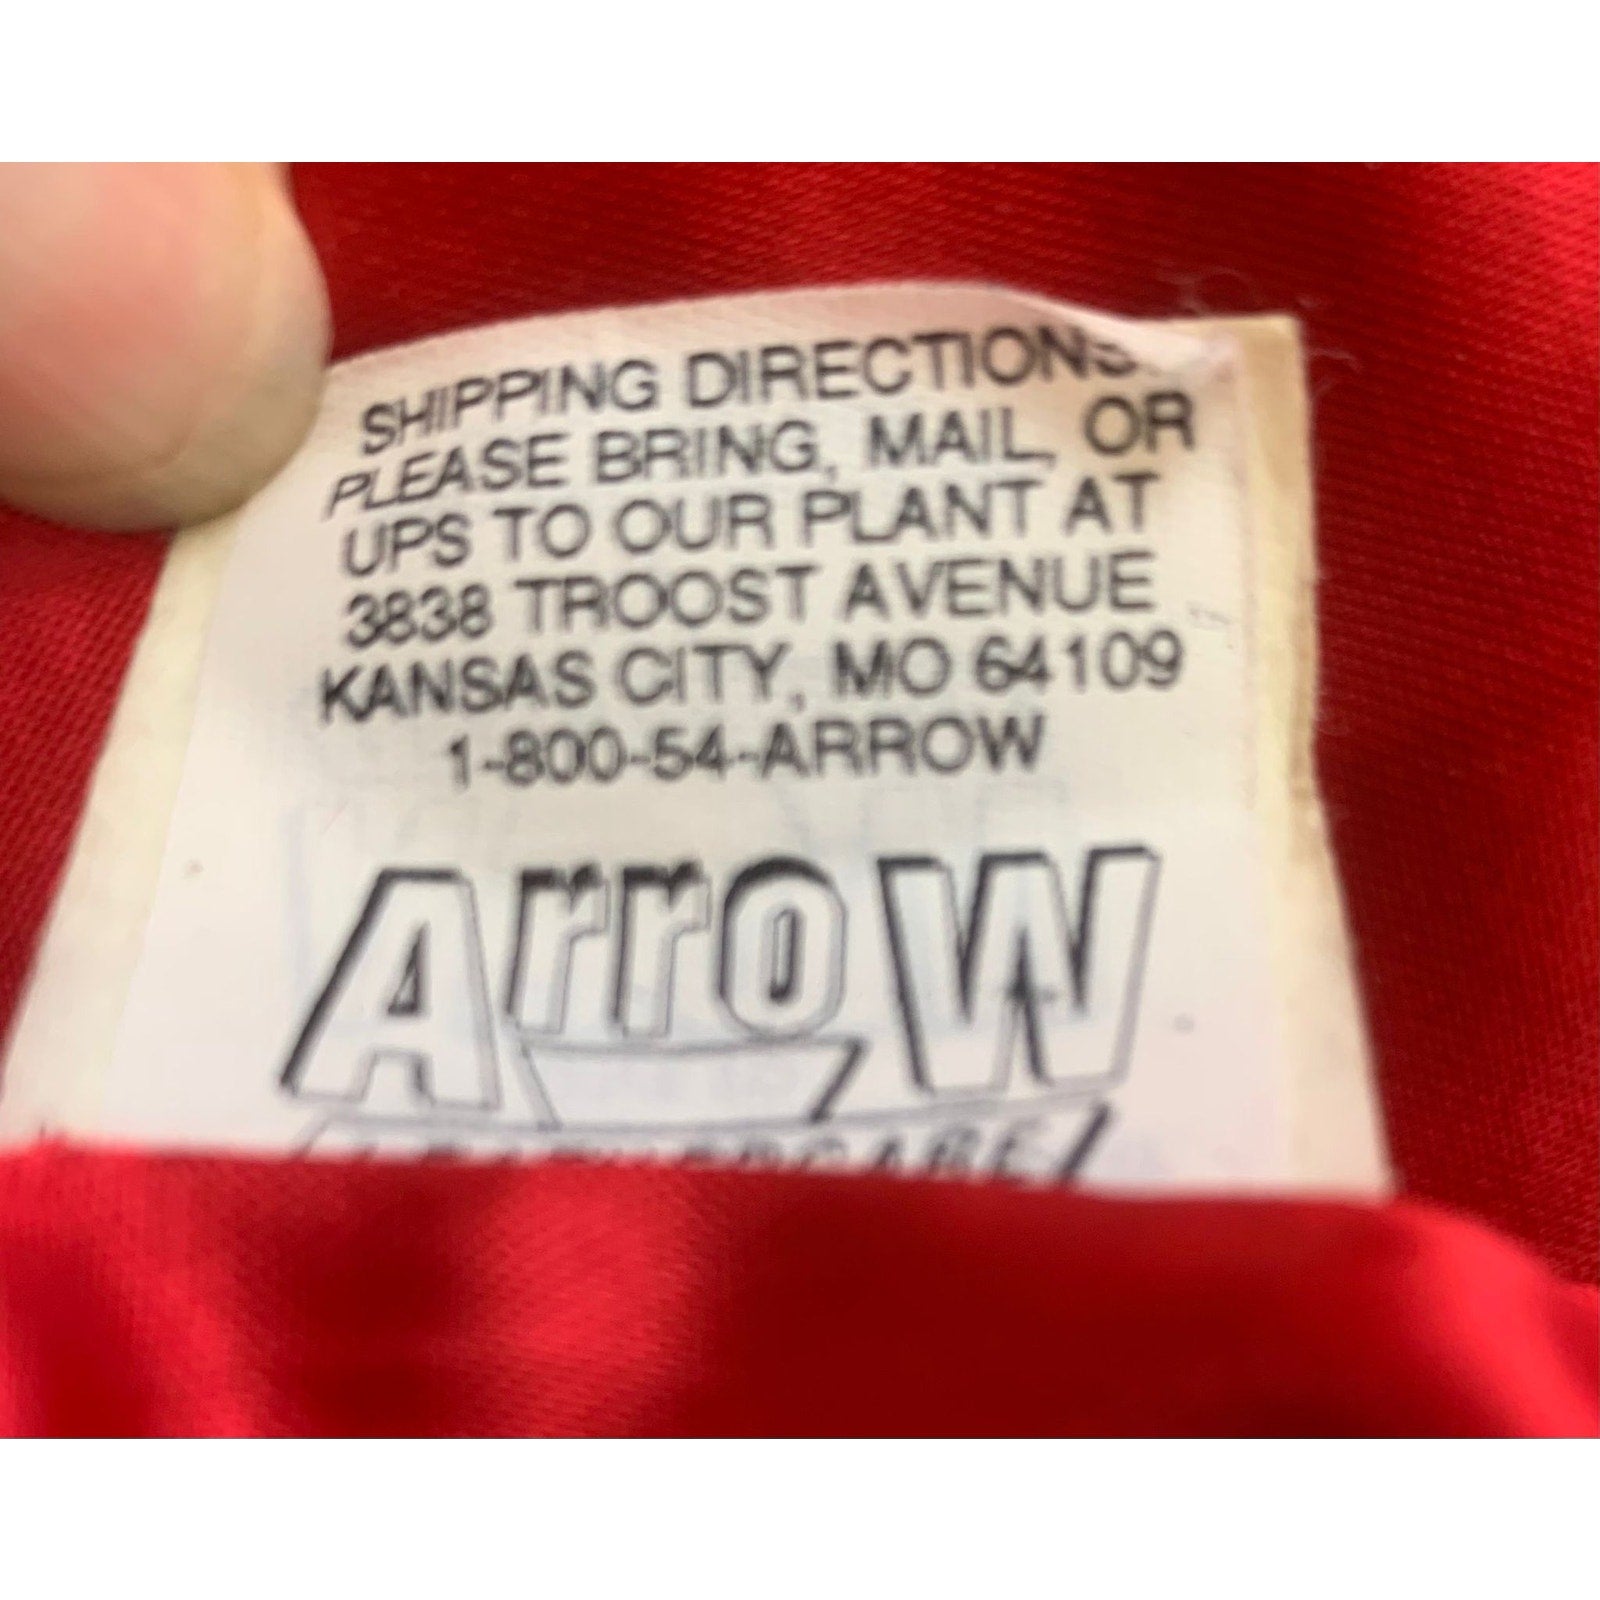 SHIPPING DIRECTIONS:
PLEASE BRING, MAIL, OR
UPS TO OUR PLANT AT
3838 TROOST AVENUE
KANSAS CITY, MO 64109
1-800-54-ARROW
ArroW
LEATHERCARE